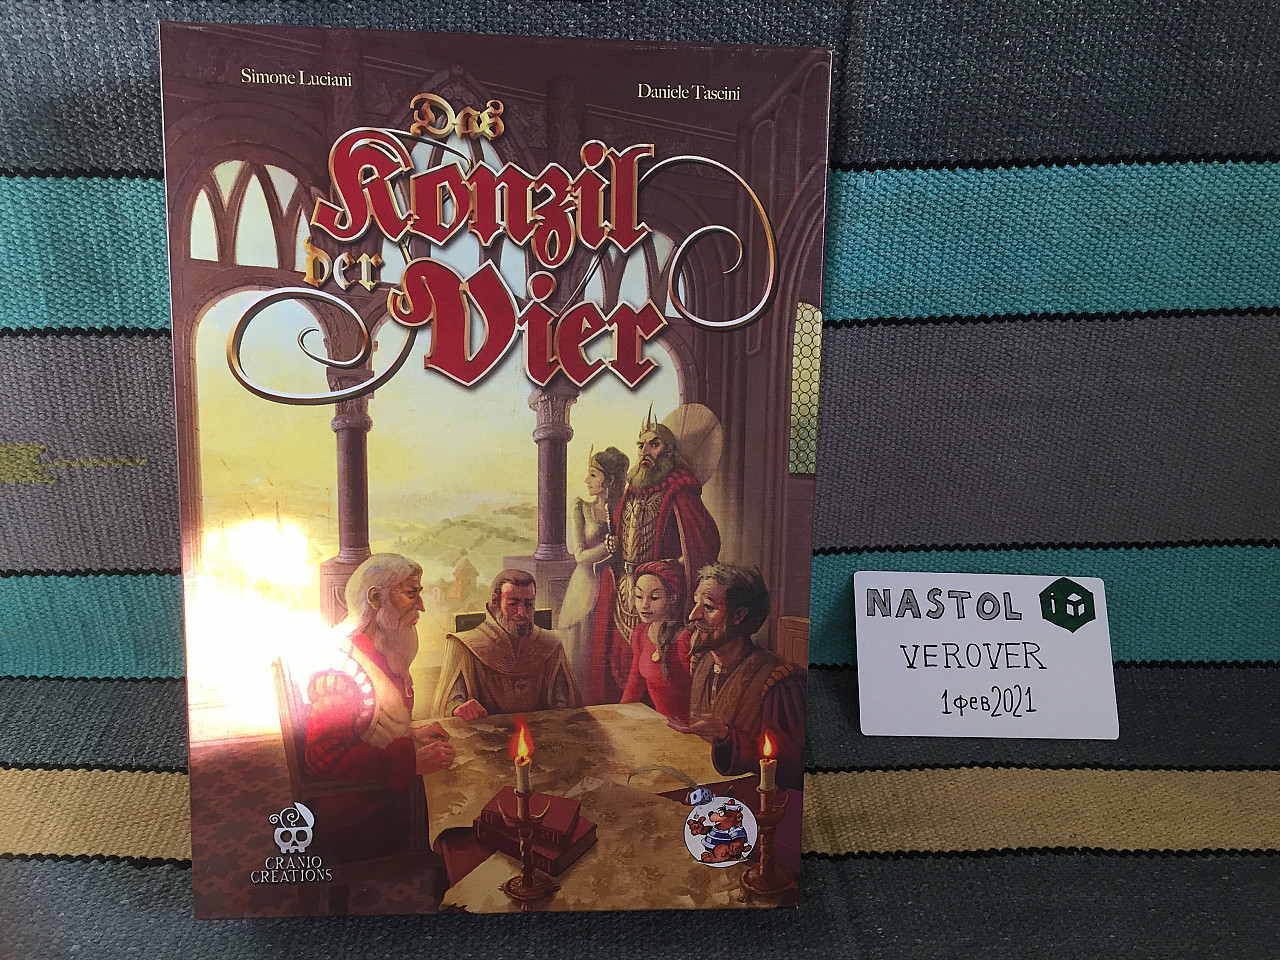 Simone Luciani
Daniele Tascini
Das
Konzil
der
Vier
CRANIO
CREATIONS
NASTOL
VEROVER
1фев2021